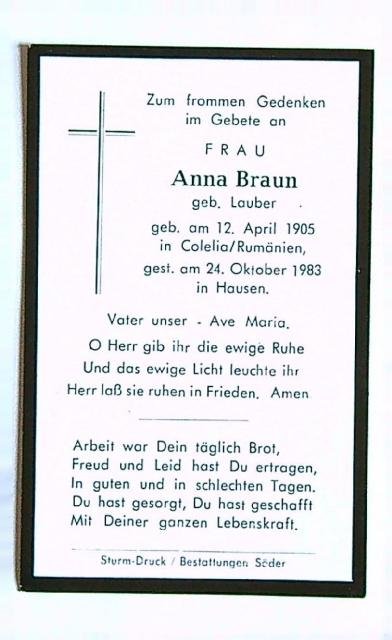 Zum frommen Gedenken
im Gebete an
FRAU
Anna Braun
geb. Lauber
geb. am 12. April 1905
in Colelia/Rumänien,
gest. am 24. Oktober 1983
in Hausen.
Vater unser - Ave Maria.
O Herr gib ihr die ewige Ruhe
Und das ewige Licht leuchte ihr
Herr laß sie ruhen in Frieden. Amen
Arbeit war Dein täglich Brot,
Freud und Leid hast Du ertragen,
In guten und in schlechten Tagen.
Du hast gesorgt, Du hast geschafft
Mit Deiner ganzen Lebenskraft.
Sturm-Druck / Bestattungen Söder